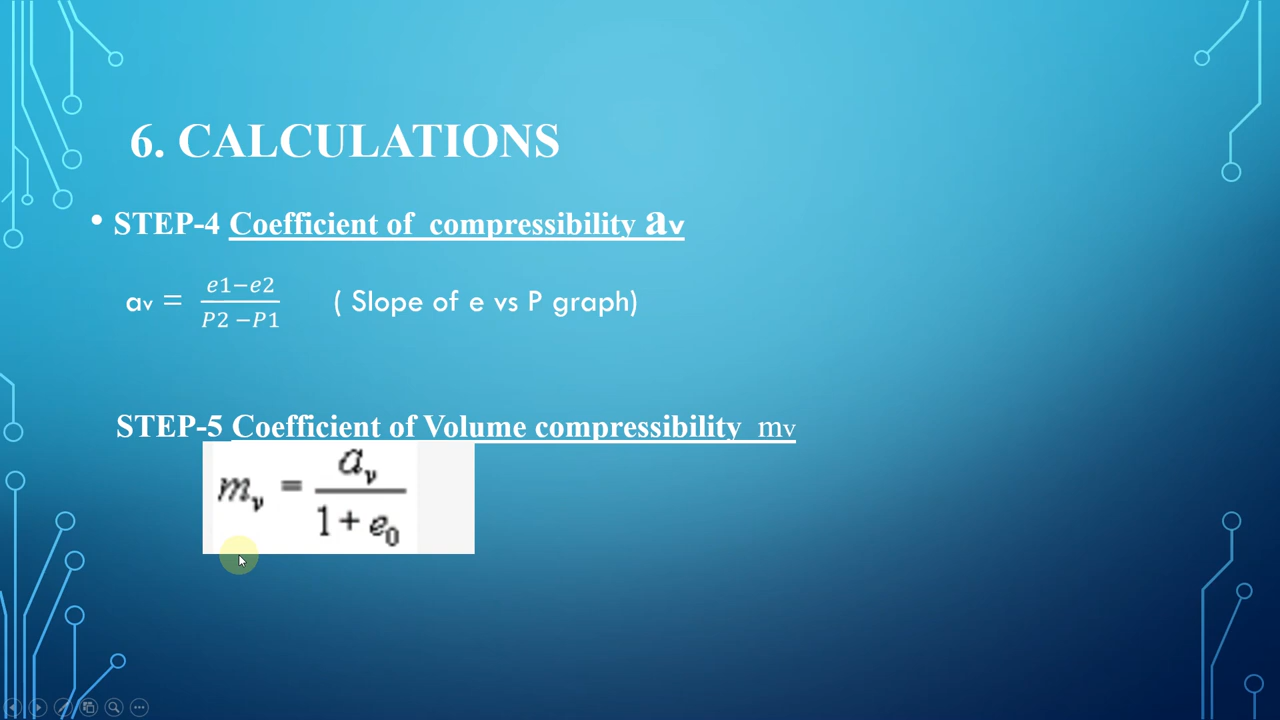 6. CALCULATIONS
• STEP-4 Coefficient of compressibility av
av = e1−e2 / P2 −P1 ( Slope of e vs P graph)
STEP-5 Coefficient of Volume compressibility mv
mv = av / 1 + e0